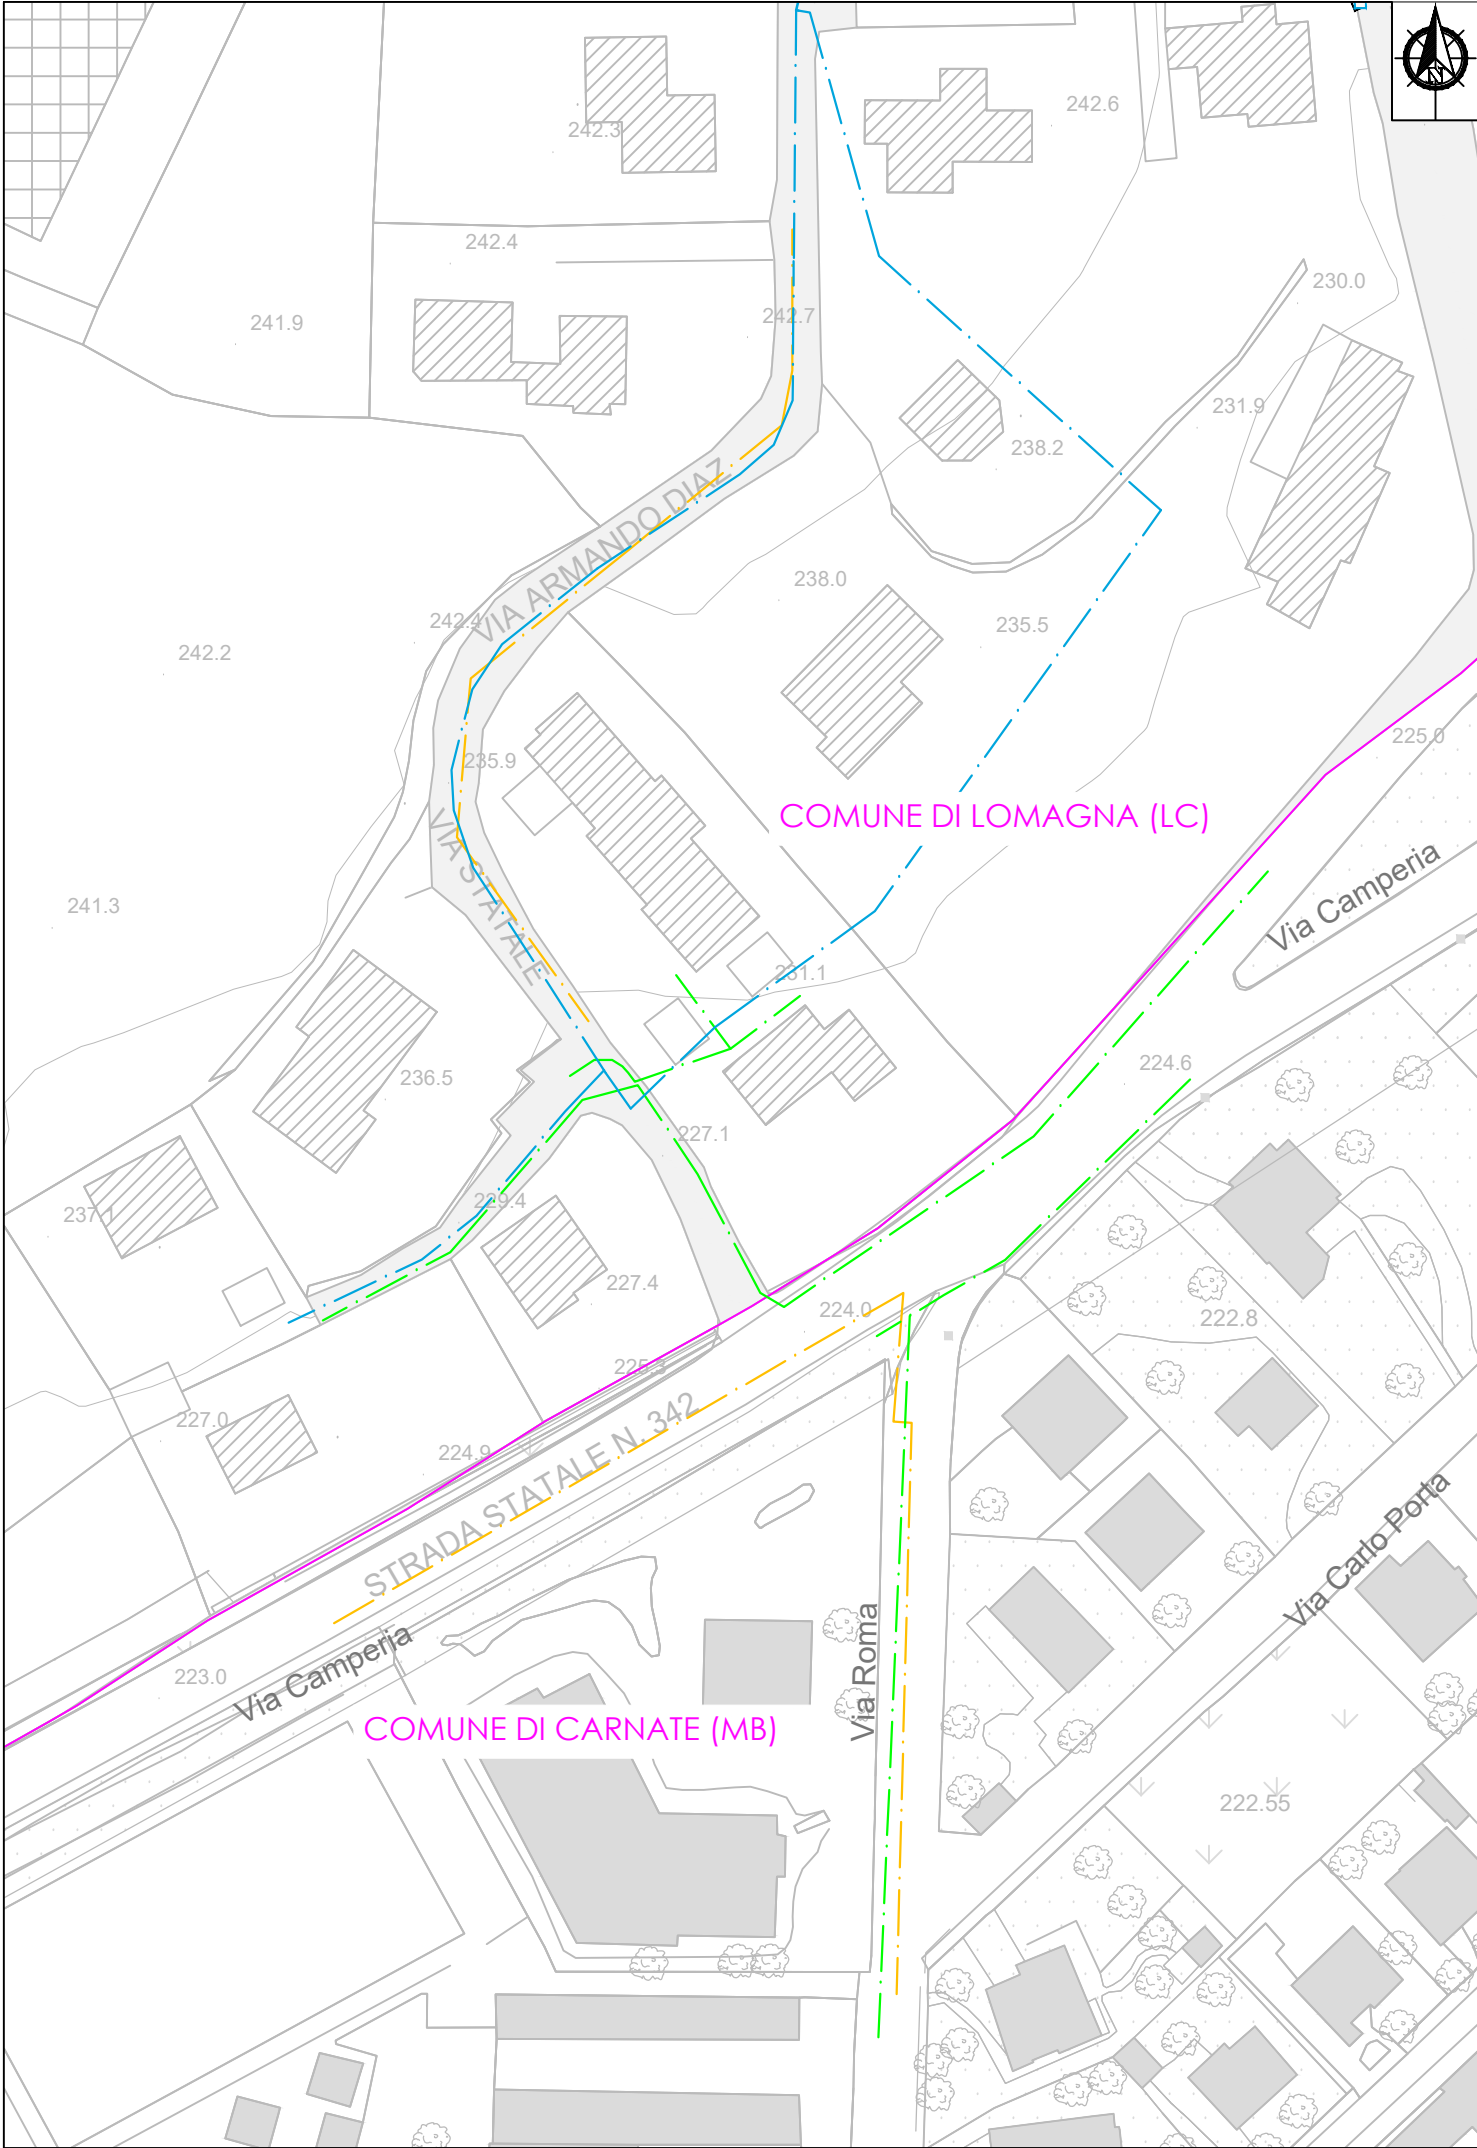 N
242.6
242.3
242.4
230.0
242.7
241.9
231.9
238.2
VIA ARMANDO DIAZ
238.0
242.4
235.5
242.2
225.0
235.9
COMUNE DI LOMAGNA (LC)
VIA STATALE
Via Camperia
241.3
231.1
224.6
236.5
227.1
229.4
237.1
227.4
224.0
222.8
225.3
227.0
224.9
STRADA STATALE N. 342
Via Carlo Porta
Via Roma
223.0
Via Camperia
COMUNE DI CARNATE (MB)
222.55